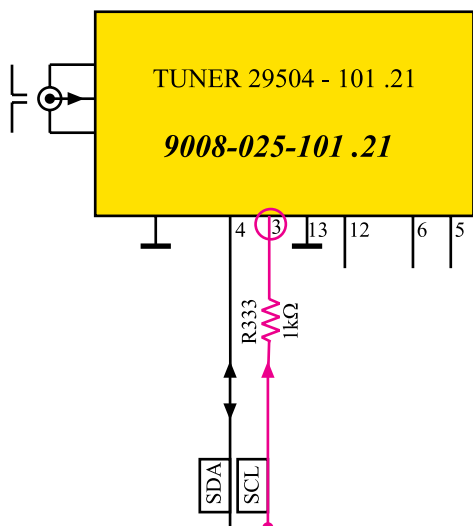 TUNER 29504 - 101 .21
9008-025-101 .21
4
3
13
12
6
5
R333
1kΩ
SDA
SCL